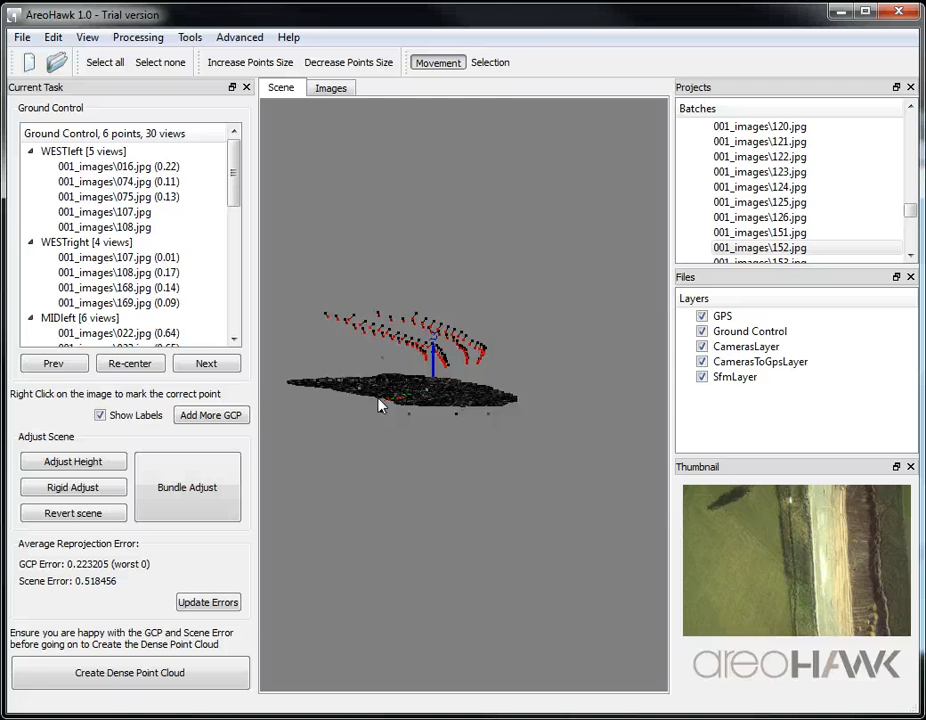 AreoHawk 1.0 - Trial version
File Edit View Processing Tools Advanced Help
Select all Select none Increase Points Size Decrease Points Size Movement Selection
Current Task
Ground Control
Ground Control, 6 points, 30 views
WESTleft [5 views]
001_images\016.jpg (0.22)
001_images\074.jpg (0.11)
001_images\075.jpg (0.13)
001_images\107.jpg
001_images\108.jpg
WESTright [4 views]
001_images\107.jpg (0.01)
001_images\108.jpg (0.17)
001_images\168.jpg (0.14)
001_images\169.jpg (0.09)
MIDleft [6 views]
001_images\022.jpg (0.64)
Prev Re-center Next
Right Click on the image to mark the correct point
Show Labels Add More GCP
Adjust Scene
Adjust Height
Rigid Adjust
Revert scene
Bundle Adjust
Average Reprojection Error:
GCP Error: 0.223205 (worst 0)
Scene Error: 0.518456
Update Errors
Ensure you are happy with the GCP and Scene Error
before going on to Create the Dense Point Cloud
Create Dense Point Cloud
Scene Images
Projects
Batches
001_images\120.jpg
001_images\121.jpg
001_images\122.jpg
001_images\123.jpg
001_images\124.jpg
001_images\125.jpg
001_images\126.jpg
001_images\151.jpg
001_images\152.jpg
Files
Layers
GPS
Ground Control
CamerasLayer
CamerasToGpsLayer
SfmLayer
Thumbnail
areoHAWK